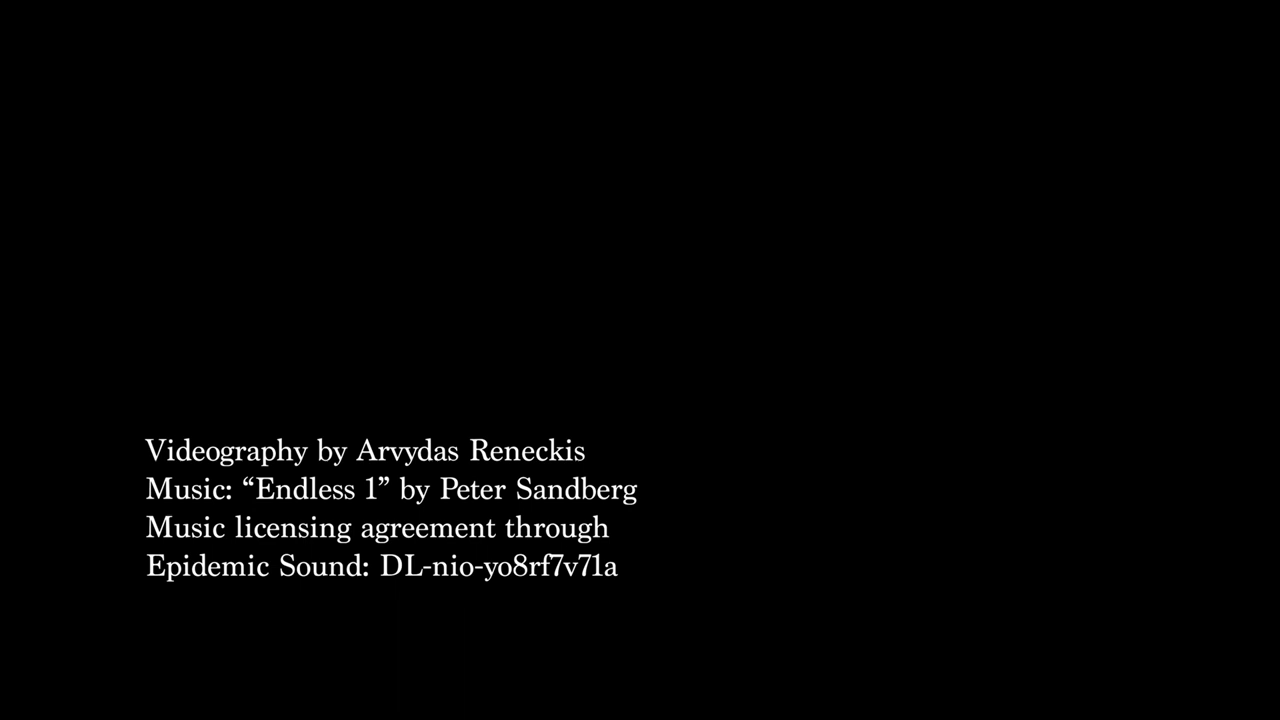 Videography by Arvydas Reneckis
Music: “Endless 1” by Peter Sandberg
Music licensing agreement through
Epidemic Sound: DL-nio-yo8rf7v71a